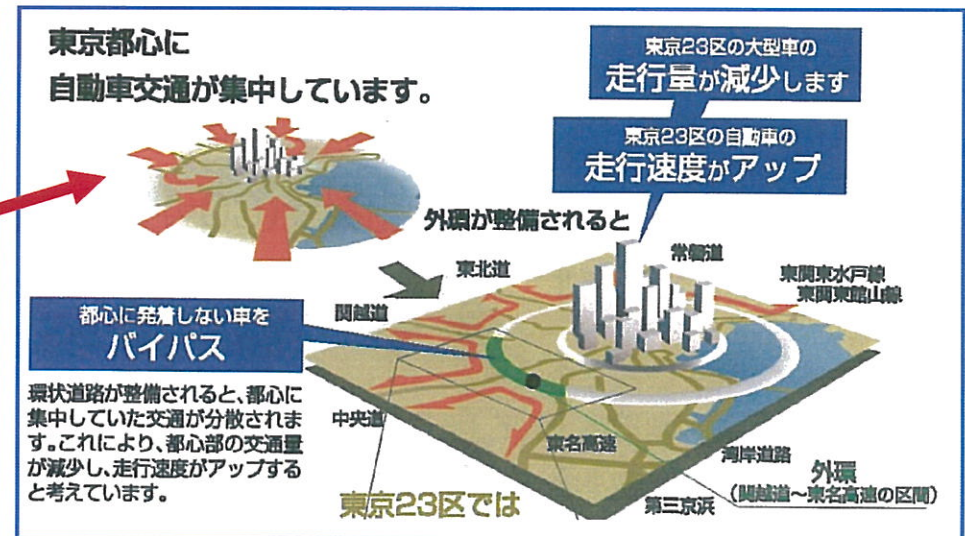 東京都心に
自動車交通が集中しています。
東京23区の大型車の
走行量が減少します
東京23区の自動車の
走行速度がアップ
外環が整備されると
常磐道
東北道
東関東水戸線
東関東館山線
関越道
都心に発着しない車を
バイパス
環状道路が整備されると、都心に
集中していた交通が分散されま
す。これにより、都心部の交通量
が減少し、走行速度がアップする
と考えています。
中央道
東名高速
湾岸道路
外環
(関越道～東名高速の区間)
第三京浜
東京23区では